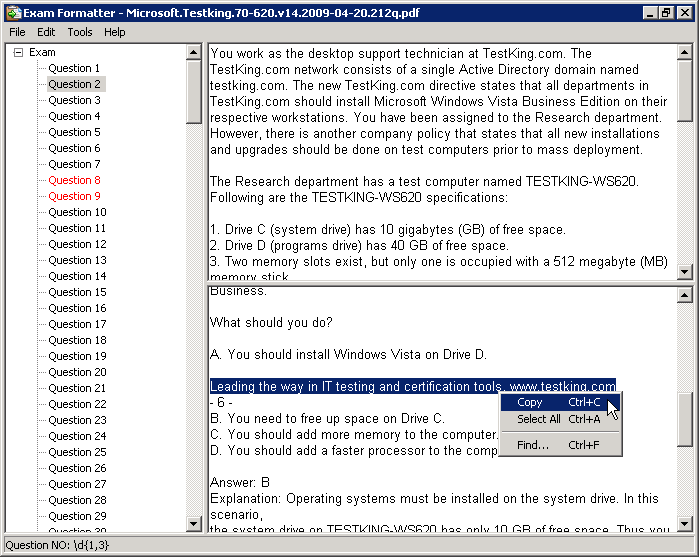 Exam Formatter - Microsoft.Testking.70-620.v14.2009-04-20.212q.pdf
File Edit Tools Help
Exam
Question 1
Question 2
Question 3
Question 4
Question 5
Question 6
Question 7
Question 8
Question 9
Question 10
Question 11
Question 12
Question 13
Question 14
Question 15
Question 16
Question 17
Question 18
Question 19
Question 20
Question 21
Question 22
Question 23
Question 24
Question 25
Question 26
Question 27
Question 28
Question 29
Question 30
You work as the desktop support technician at TestKing.com. The
TestKing.com network consists of a single Active Directory domain named
testking.com. The new TestKing.com directive states that all departments in
TestKing.com should install Microsoft Windows Vista Business Edition on their
respective workstations. You have been assigned to the Research department.
However, there is another company policy that states that all new installations
and upgrades should be done on test computers prior to mass deployment.
The Research department has a test computer named TESTKING-WS620.
Following are the TESTKING-WS620 specifications:
1. Drive C (system drive) has 10 gigabytes (GB) of free space.
2. Drive D (programs drive) has 40 GB of free space.
3. Two memory slots exist, but only one is occupied with a 512 megabyte (MB)
memory stick
Business.
What should you do?
A. You should install Windows Vista on Drive D.
Leading the way in IT testing and certification tools, www.testking.com
- 6 -
B. You need to free up space on Drive C.
C. You should add more memory to the computer.
D. You should add a faster processor to the comp
Copy Ctrl+C
Select All Ctrl+A
Find... Ctrl+F
Answer: B
Explanation: Operating systems must be installed on the system drive. In this
scenario,
the system drive on TESTKING-WS620 has only 10 GB of free space. Thus you
Question NO: \d{1,3}